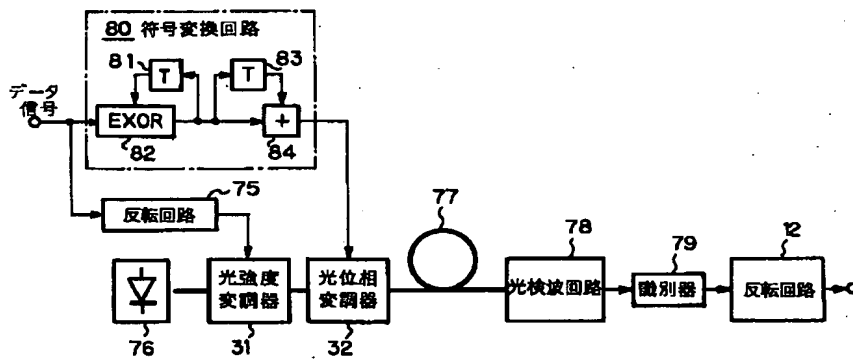 80 符号変換回路
81
83
T
T
データ
信号
EXOR
+
82
84
75
反転回路
77
78
79
12
光強度
変調器
光位相
変調器
光検波回路
識別器
反転回路
76
31
32